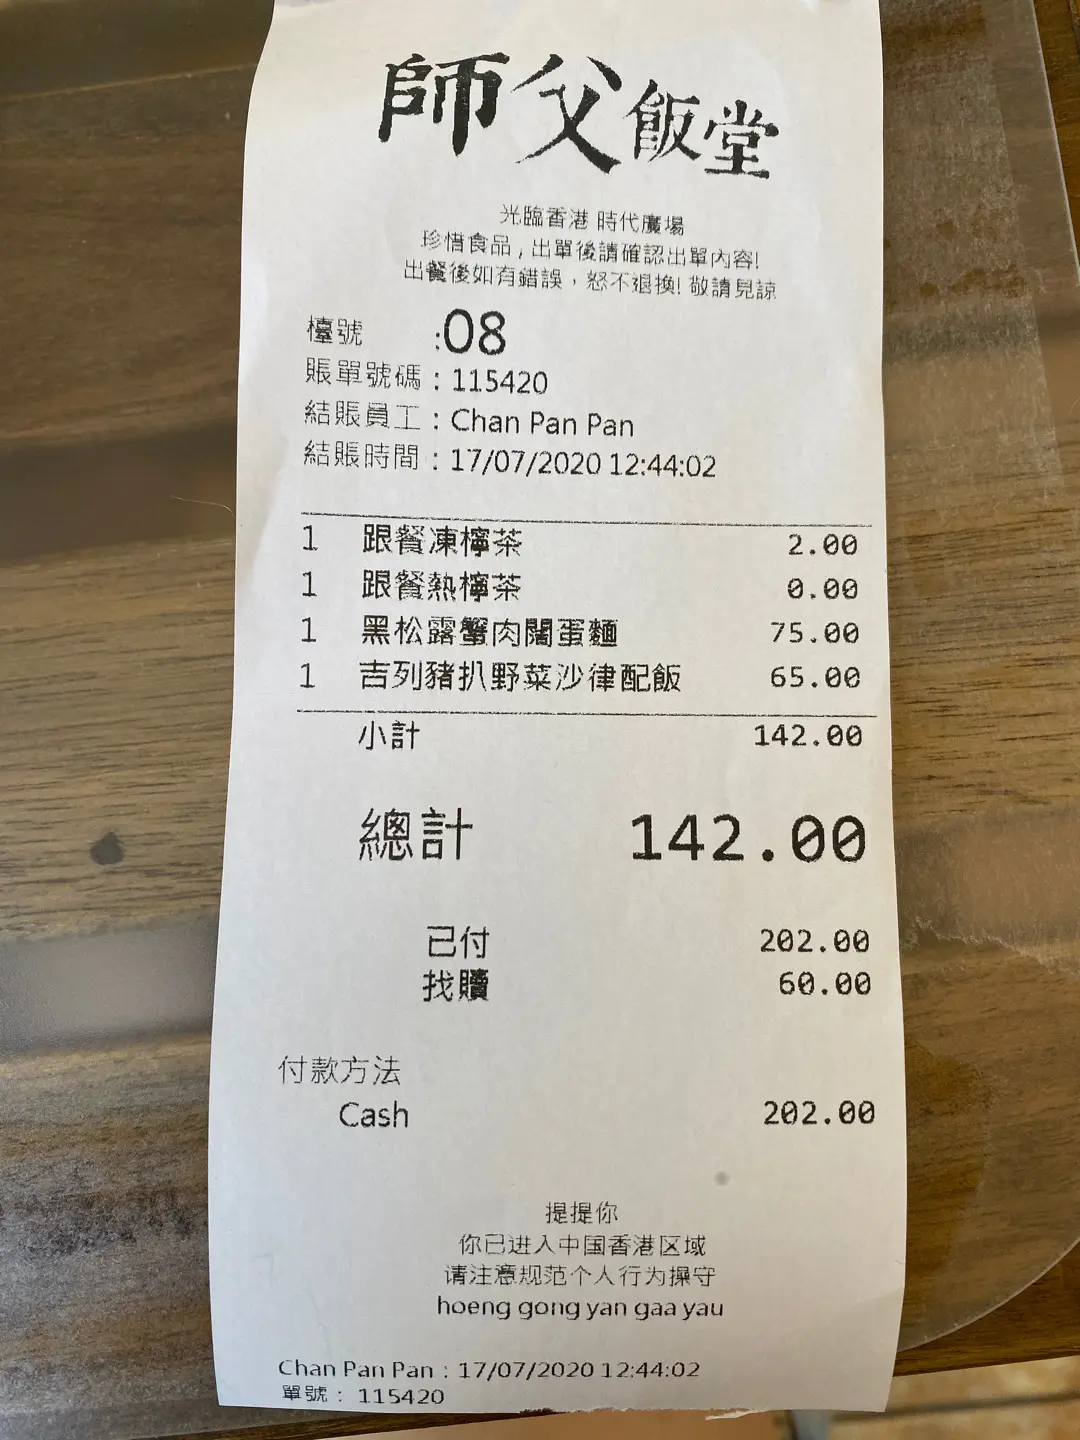 師父飯堂
光臨香港 時代廣場
珍惜食品 , 出單後請確認出單內容!
出餐後如有錯誤，怒不退換! 敬請見諒
檯號 :08
賬單號碼 : 115420
結賬員工 : Chan Pan Pan
結賬時間 : 17/07/2020 12:44:02
1 跟餐凍檸茶 2.00
1 跟餐熱檸茶 0.00
1 黑松露蟹肉闊蛋麵 75.00
1 吉列豬扒野菜沙律配飯 65.00
小計 142.00
總計 142.00
已付 202.00
找贖 60.00
付款方法
Cash 202.00
提提你
你已进入中国香港区域
请注意规范个人行为操守
hoeng gong yan gaa yau
Chan Pan Pan : 17/07/2020 12:44:02
單號 : 115420